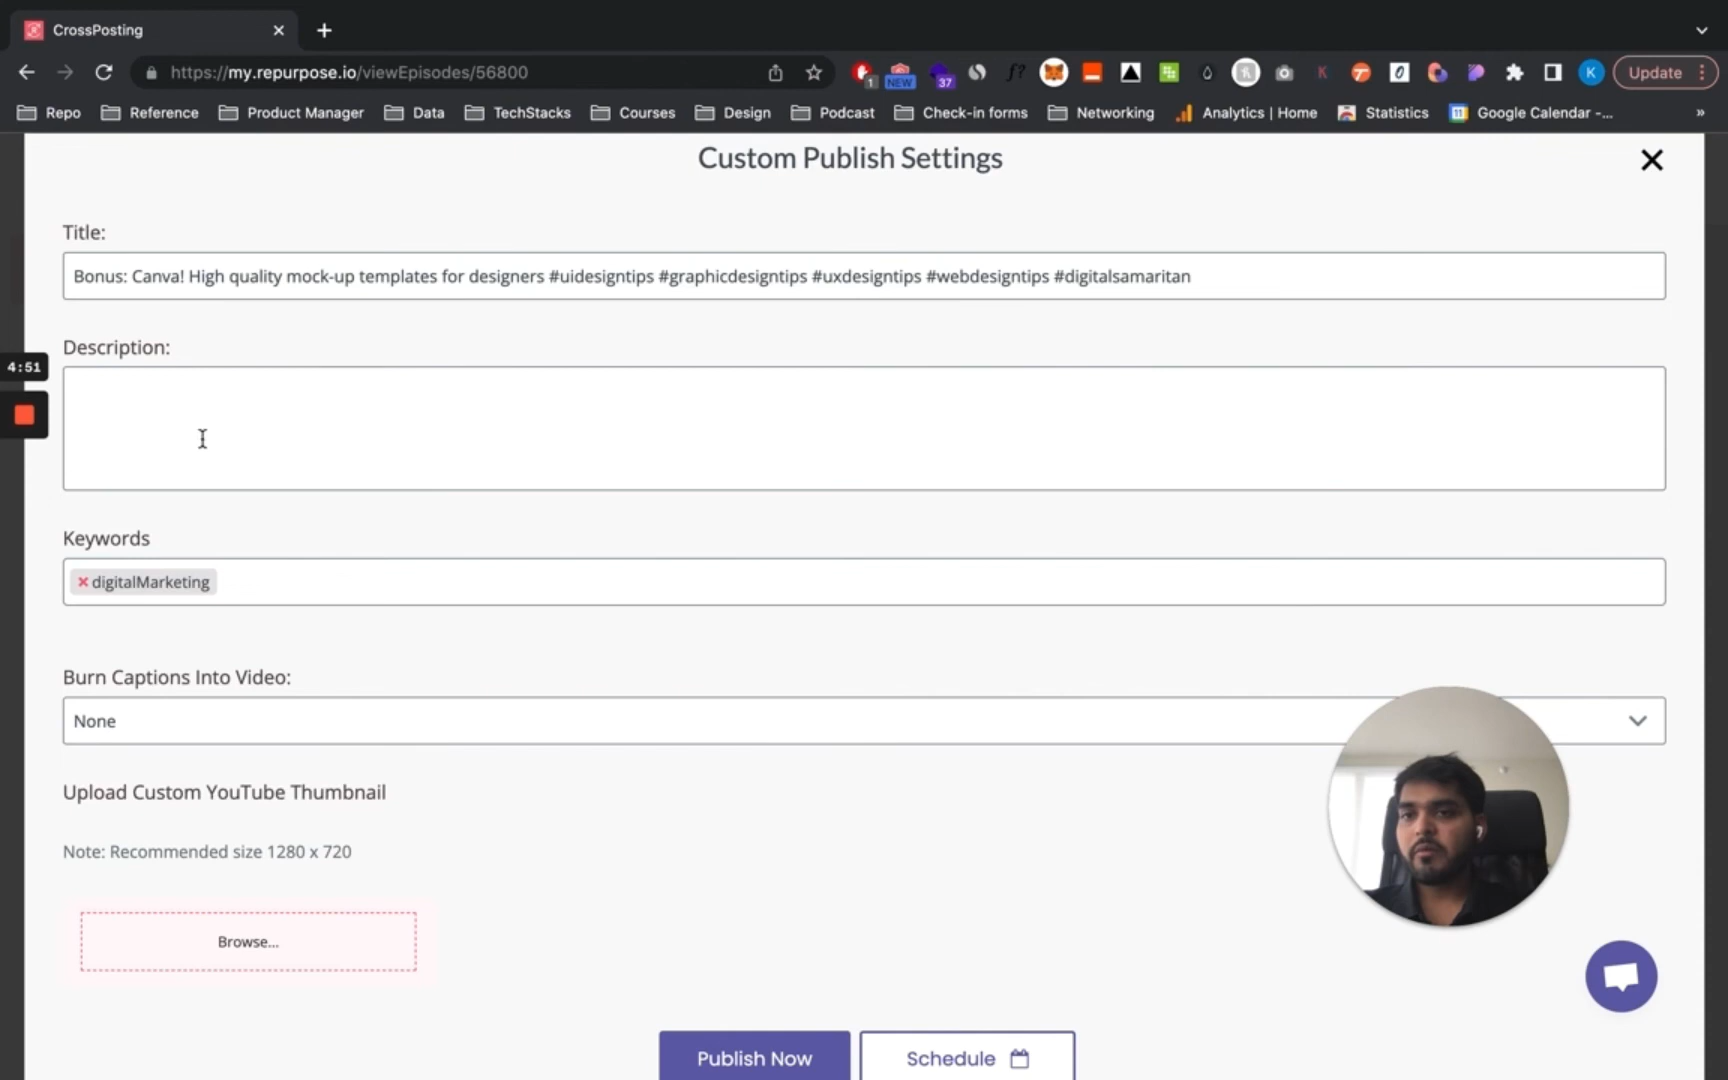 CrossPosting
https://my.repurpose.io/viewEpisodes/56800
1
NEW
37
f?
K
K
Update
Repo
Reference
Product Manager
Data
TechStacks
Courses
Design
Podcast
Check-in forms
Networking
Analytics | Home
Statistics
Google Calendar -...
»
Custom Publish Settings
Title:
Bonus: Canva! High quality mock-up templates for designers #uidesigntips #graphicdesigntips #uxdesigntips #webdesigntips #digitalsamaritan
Description:
4:51
Keywords
digitalMarketing
Burn Captions Into Video:
None
Upload Custom YouTube Thumbnail
Note: Recommended size 1280 x 720
Browse...
Publish Now
Schedule